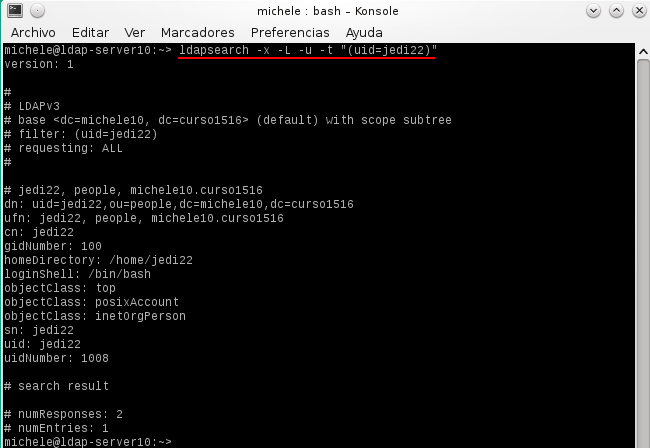 michele : bash – Konsole
Archivo Editar Ver Marcadores Preferencias Ayuda
michele@ldap-server10:~> ldapsearch -x -L -u -t "(uid=jedi22)"
version: 1
#
# LDAPv3
# base <dc=michele10, dc=curso1516> (default) with scope subtree
# filter: (uid=jedi22)
# requesting: ALL
#
# jedi22, people, michele10.curso1516
dn: uid=jedi22,ou=people,dc=michele10,dc=curso1516
ufn: jedi22, people, michele10.curso1516
cn: jedi22
gidNumber: 100
homeDirectory: /home/jedi22
loginShell: /bin/bash
objectClass: top
objectClass: posixAccount
objectClass: inetOrgPerson
sn: jedi22
uid: jedi22
uidNumber: 1008
# search result
# numResponses: 2
# numEntries: 1
michele@ldap-server10:~>